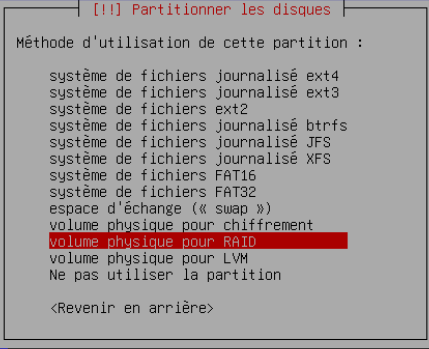 [!!] Partitionner les disques
Méthode d'utilisation de cette partition :
système de fichiers journalisé ext4
système de fichiers journalisé ext3
système de fichiers ext2
système de fichiers journalisé btrfs
système de fichiers journalisé JFS
système de fichiers journalisé XFS
système de fichiers FAT16
système de fichiers FAT32
espace d'échange (« swap »)
volume physique pour chiffrement
volume physique pour RAID
volume physique pour LVM
Ne pas utiliser la partition
<Revenir en arrière>